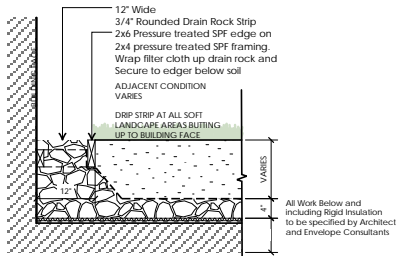 12" Wide
3/4" Rounded Drain Rock Strip
2x6 Pressure treated SPF edge on
2x4 pressure treated SPF framing.
Wrap filter cloth up drain rock and
Secure to edger below soil
ADJACENT CONDITION
VARIES
DRIP STRIP AT ALL SOFT
LANDCAPE AREAS BUTTING
UP TO BUILDING FACE
12"
VARIES
4"
All Work Below and
including Rigid Insulation
to be specified by Architect
and Envelope Consultants